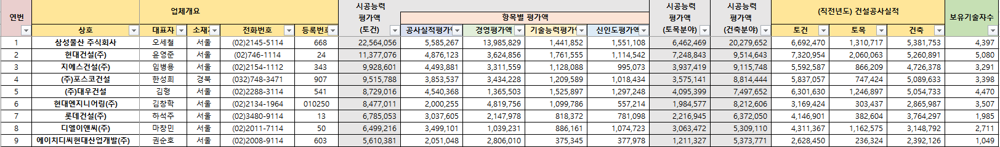 연번 업체개요 시공능력 평가액 (토건) 항목별 평가액 시공능력 평가액 (토목분야) 시공능력 평가액 (건축분야) (직전년도) 건설공사실적 보유기술자수
상호 대표자 소재지 전화번호 등록번호 공사실적평가액 경영평가액 기술능력평가액 신인도평가액 토건 토목 건축
1 삼성물산 주식회사 오세철 서울 (02)2145-5114 668 22,564,056 5,585,267 13,985,829 1,441,852 1,551,108 6,462,469 20,279,652 6,692,470 1,310,717 5,381,753 4,397
2 현대건설(주) 윤영준 서울 (02)746-1114 24 11,377,076 4,876,123 3,624,856 1,761,555 1,114,542 7,248,843 9,514,643 7,320,954 2,060,063 5,260,891 5,080
3 지에스건설(주) 임병용 서울 (02)2154-1112 343 9,928,601 4,493,881 3,311,559 1,128,088 995,073 3,937,419 9,115,748 5,592,587 866,209 4,726,378 3,291
4 (주)포스코건설 한성희 경북 (032)748-3471 907 9,515,788 3,853,537 3,434,228 1,209,589 1,018,434 3,575,141 8,814,444 5,837,057 747,424 5,089,633 3,398
5 (주)대우건설 김형 서울 (02)2288-3114 541 8,729,016 4,540,368 1,365,503 1,525,897 1,297,248 4,095,399 7,497,652 6,301,630 1,246,897 5,054,733 4,470
6 현대엔지니어링(주) 김창학 서울 (02)2134-1964 010250 8,477,011 2,000,255 4,819,756 1,099,786 557,214 1,984,577 8,212,606 3,169,424 303,437 2,865,987 3,507
7 롯데건설(주) 하석주 서울 (02)3480-9114 13 6,785,053 3,037,605 2,147,978 818,372 781,098 2,216,945 6,372,050 4,146,901 382,604 3,764,297 1,985
8 디엘이앤씨(주) 마창민 서울 (02)2011-7114 50 6,499,216 3,499,101 1,039,231 886,161 1,074,723 3,063,472 5,309,110 4,311,367 1,162,575 3,148,792 2,711
9 에이치디씨현대산업개발(주) 권순호 서울 (02)2008-9114 603 5,610,381 2,051,048 2,806,010 375,345 377,978 1,211,327 5,373,771 2,628,450 236,324 2,392,126 1,049